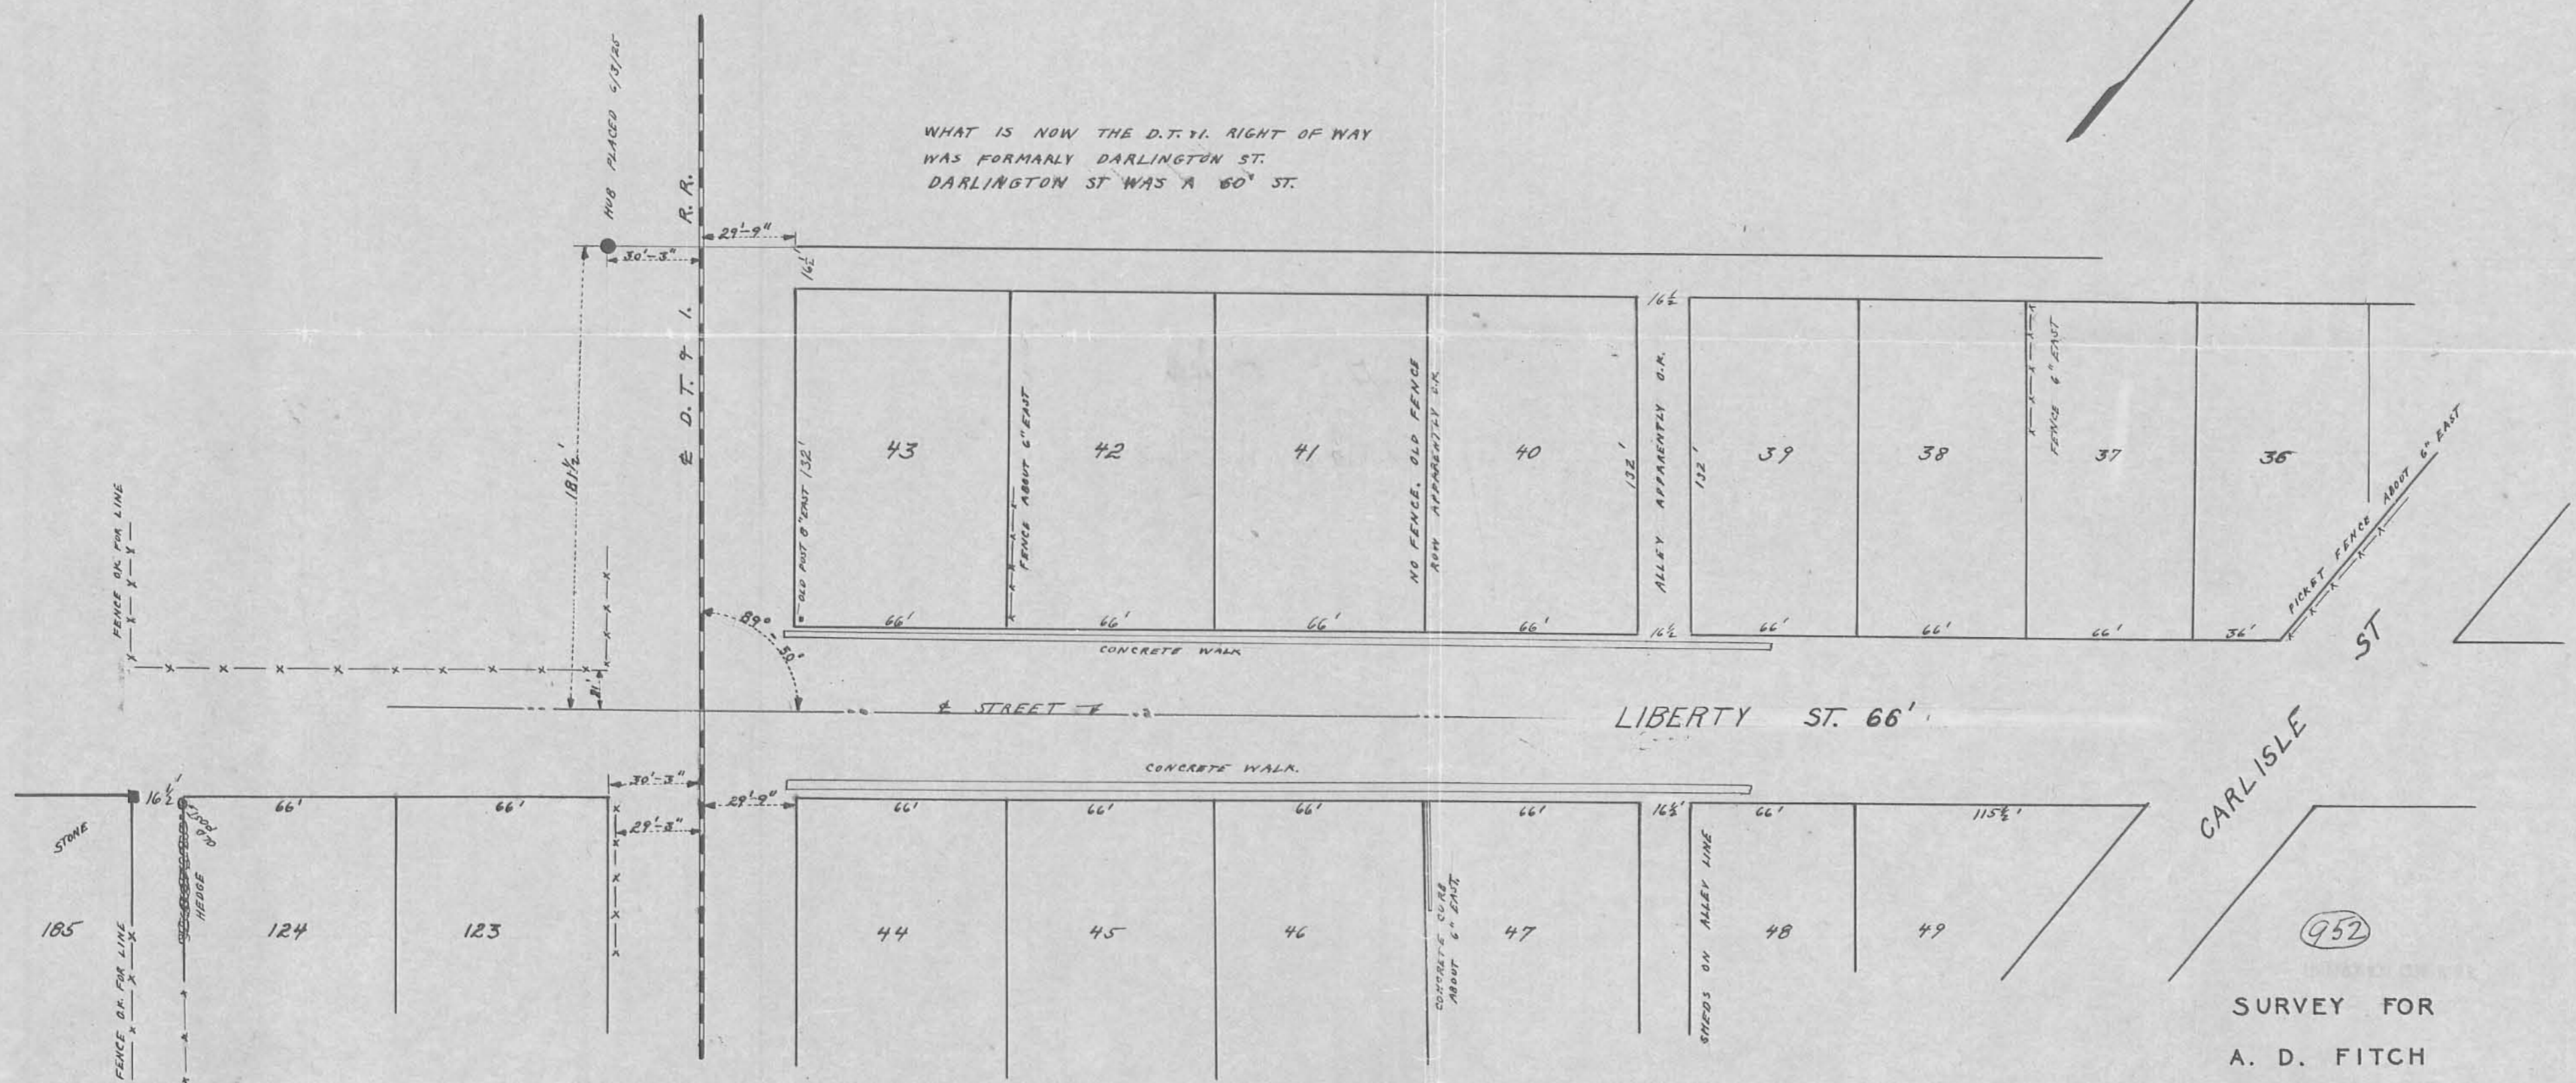 HUB PLACED 6/3/25
WHAT IS NOW THE D.T.&I. RIGHT OF WAY
WAS FORMARLY DARLINGTON ST.
DARLINGTON ST WAS A 60' ST.
℄ D.T. & I. R.R.
29'-9"
30'-3"
16½'
181½'
FENCE O.K. FOR LINE
21'
89°-50'
OLD POST 8" EAST 132'
43
FENCE ABOUT 6" EAST
42
41
NO FENCE. OLD FENCE
ROW APPARENTLY O.K.
40
132'
16½
ALLEY APPARENTLY O.K.
16½
132'
39
38
FENCE 6" EAST
37
36
PICKET FENCE ABOUT 6" EAST
66'
66'
66'
66'
66'
66'
66'
36'
CONCRETE WALK
℄ STREET
LIBERTY ST. 66'
CARLISLE ST
CONCRETE WALK.
30'-3"
29'-9"
29'-3"
16½'
66'
66'
66'
66'
66'
66'
16½'
66'
115½'
STONE
OLD POST
HEDGE
FENCE O.K. FOR LINE
185
124
123
44
45
46
CONCRETE CURB
ABOUT 6" EAST.
47
SHEDS ON ALLEY LINE
48
49
952
SURVEY FOR
A. D. FITCH